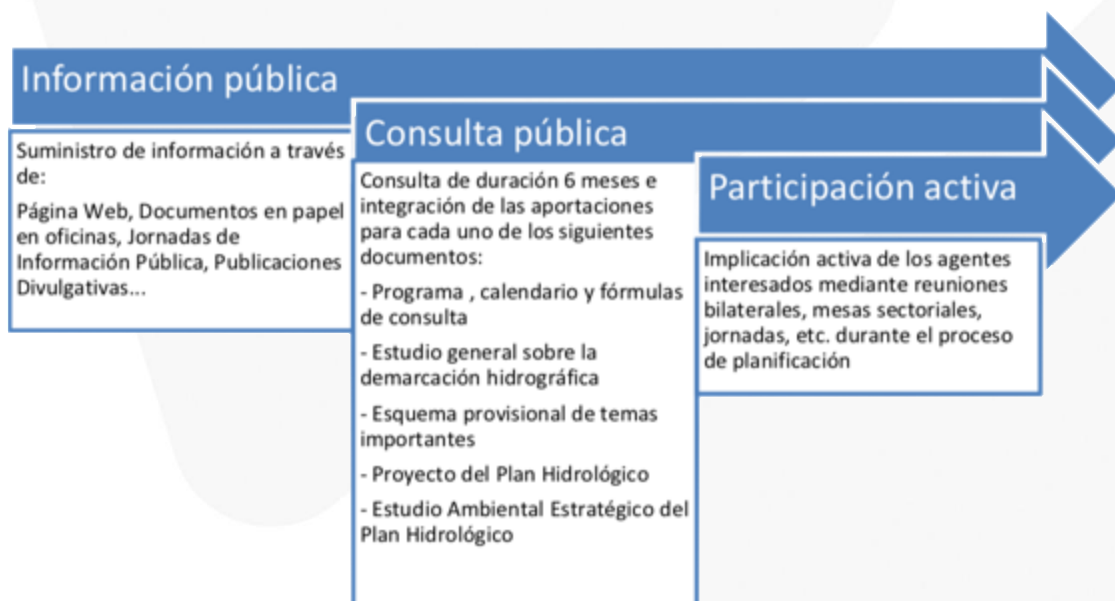 Información pública
Suministro de información a través
de:
Página Web, Documentos en papel
en oficinas, Jornadas de
Información Pública, Publicaciones
Divulgativas...
Consulta pública
Consulta de duración 6 meses e
integración de las aportaciones
para cada uno de los siguientes
documentos:
- Programa , calendario y fórmulas
de consulta
- Estudio general sobre la
demarcación hidrográfica
- Esquema provisional de temas
importantes
- Proyecto del Plan Hidrológico
- Estudio Ambiental Estratégico del
Plan Hidrológico
Participación activa
Implicación activa de los agentes
interesados mediante reuniones
bilaterales, mesas sectoriales,
jornadas, etc. durante el proceso
de planificación